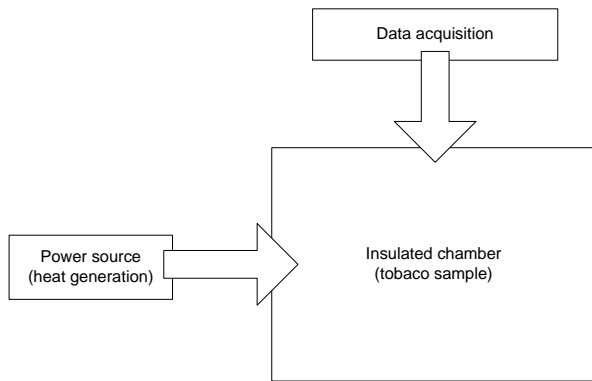 Data acquisition
Power source
(heat generation)
Insulated chamber
(tobaco sample)